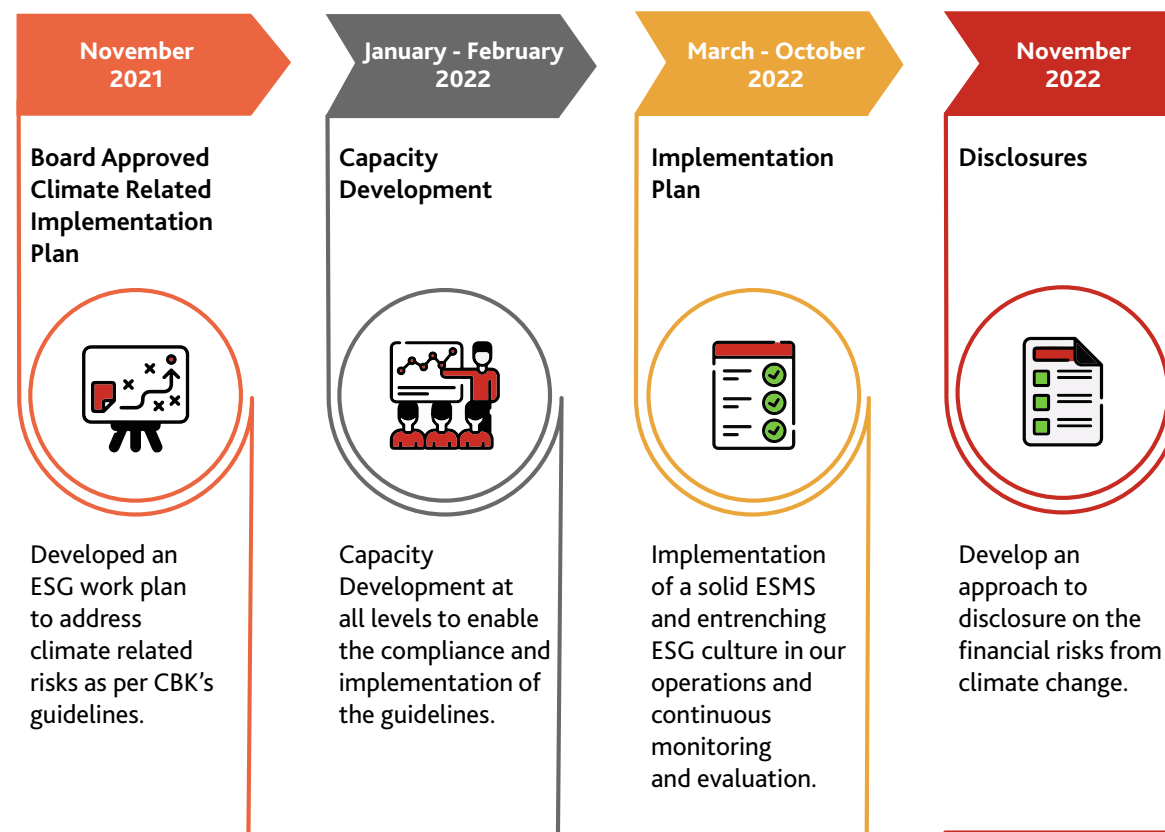 November
2021
Board Approved
Climate Related
Implementation
Plan
Developed an
ESG work plan
to address
climate related
risks as per CBK’s
guidelines.
January - February
2022
Capacity
Development
Capacity
Development at
all levels to enable
the compliance and
implementation of
the guidelines.
March - October
2022
Implementation
Plan
Implementation
of a solid ESMS
and entrenching
ESG culture in our
operations and
continuous
monitoring
and evaluation.
November
2022
Disclosures
Develop an
approach to
disclosure on the
financial risks from
climate change.